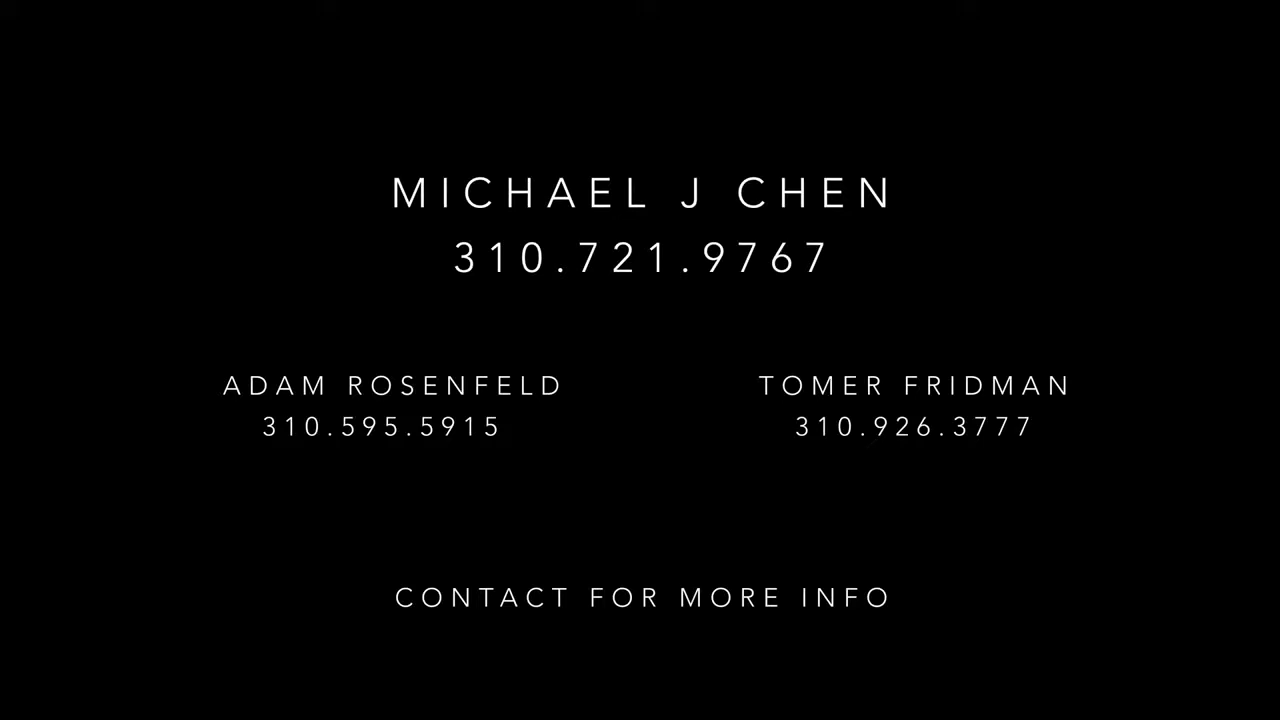 MICHAEL J CHEN
310.721.9767
ADAM ROSENFELD
310.595.5915
TOMER FRIDMAN
310.926.3777
CONTACT FOR MORE INFO